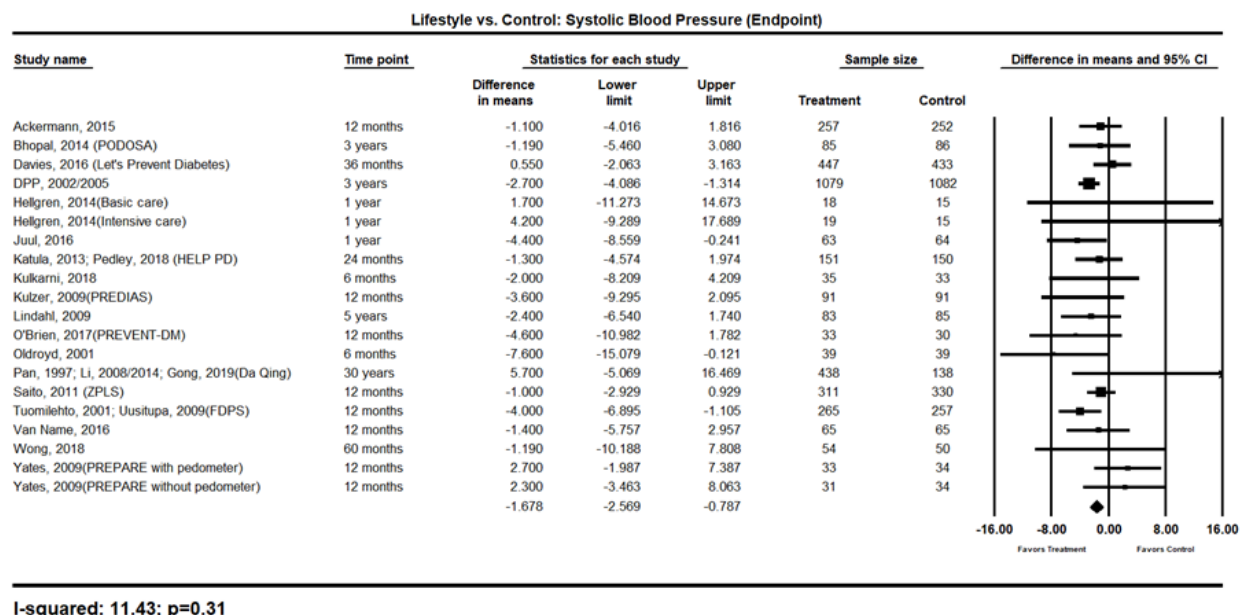 Lifestyle vs. Control: Systolic Blood Pressure (Endpoint)
Study name Time point Statistics for each study Sample size Difference in means and 95% CI
Difference in means Lower limit Upper limit Treatment Control
Ackermann, 2015 12 months -1.100 -4.016 1.816 257 252
Bhopal, 2014 (PODOSA) 3 years -1.190 -5.460 3.080 85 86
Davies, 2016 (Let's Prevent Diabetes) 36 months 0.550 -2.063 3.163 447 433
DPP, 2002/2005 3 years -2.700 -4.086 -1.314 1079 1082
Hellgren, 2014(Basic care) 1 year 1.700 -11.273 14.673 18 15
Hellgren, 2014(Intensive care) 1 year 4.200 -9.289 17.689 19 15
Juul, 2016 1 year -4.400 -8.559 -0.241 63 64
Katula, 2013; Pedley, 2018 (HELP PD) 24 months -1.300 -4.574 1.974 151 150
Kulkarni, 2018 6 months -2.000 -8.209 4.209 35 33
Kulzer, 2009(PREDIAS) 12 months -3.600 -9.295 2.095 91 91
Lindahl, 2009 5 years -2.400 -6.540 1.740 83 85
O'Brien, 2017(PREVENT-DM) 12 months -4.600 -10.982 1.782 33 30
Oldroyd, 2001 6 months -7.600 -15.079 -0.121 39 39
Pan, 1997; Li, 2008/2014; Gong, 2019(Da Qing) 30 years 5.700 -5.069 16.469 438 138
Saito, 2011 (ZPLS) 12 months -1.000 -2.929 0.929 311 330
Tuomilehto, 2001; Uusitupa, 2009(FDPS) 12 months -4.000 -6.895 -1.105 265 257
Van Name, 2016 12 months -1.400 -5.757 2.957 65 65
Wong, 2018 60 months -1.190 -10.188 7.808 54 50
Yates, 2009(PREPARE with pedometer) 12 months 2.700 -1.987 7.387 33 34
Yates, 2009(PREPARE without pedometer) 12 months 2.300 -3.463 8.063 31 34
-1.678 -2.569 -0.787
-16.00 -8.00 0.00 8.00 16.00
Favors Treatment Favors Control
I-squared: 11.43; p=0.31